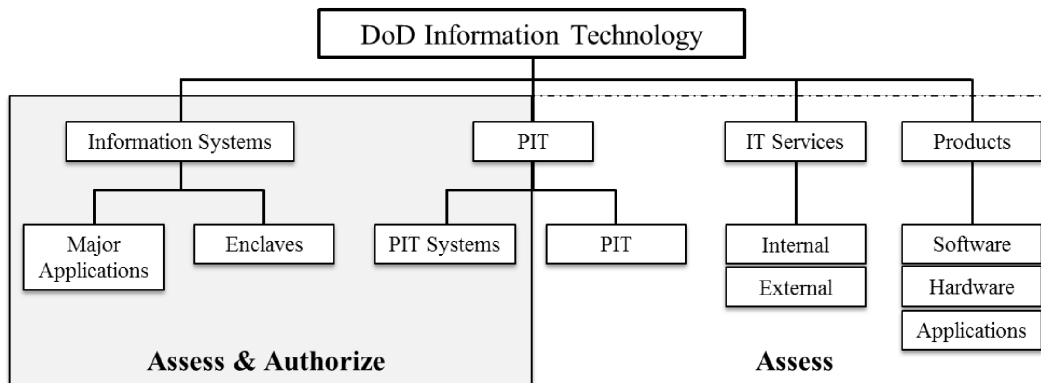 DoD Information Technology
Information Systems
PIT
IT Services
Products
Major
Applications
Enclaves
PIT Systems
PIT
Internal
External
Software
Hardware
Applications
Assess & Authorize
Assess